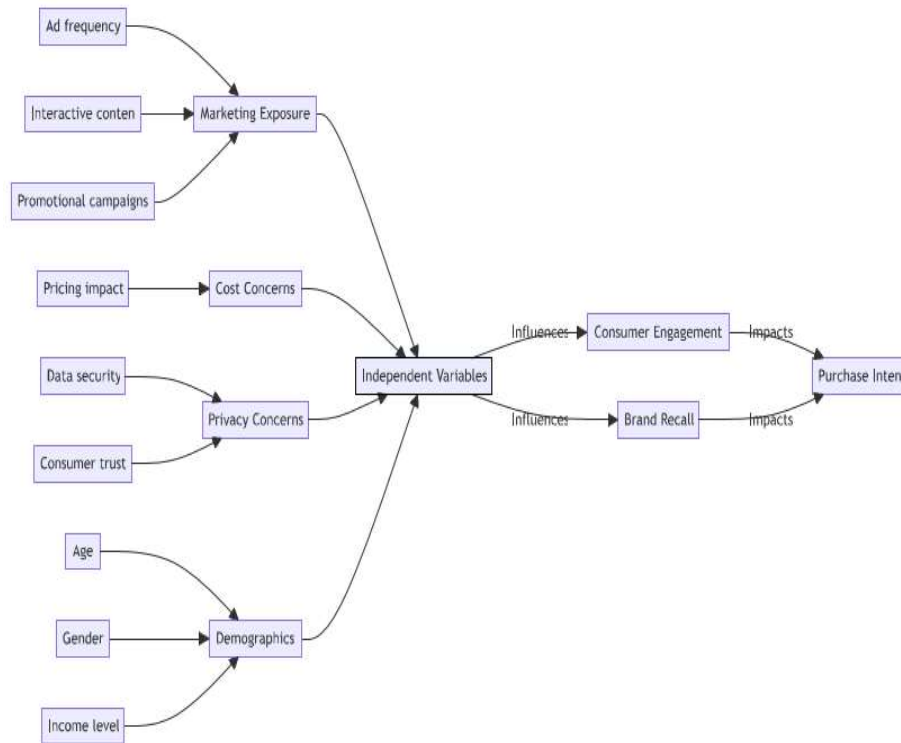 Ad frequency
Interactive conten
Promotional campaigns
Marketing Exposure
Pricing impact
Cost Concerns
Data security
Consumer trust
Privacy Concerns
Age
Gender
Income level
Demographics
Independent Variables
Influences
Consumer Engagement
Impacts
Influences
Brand Recall
Impacts
Purchase Inten